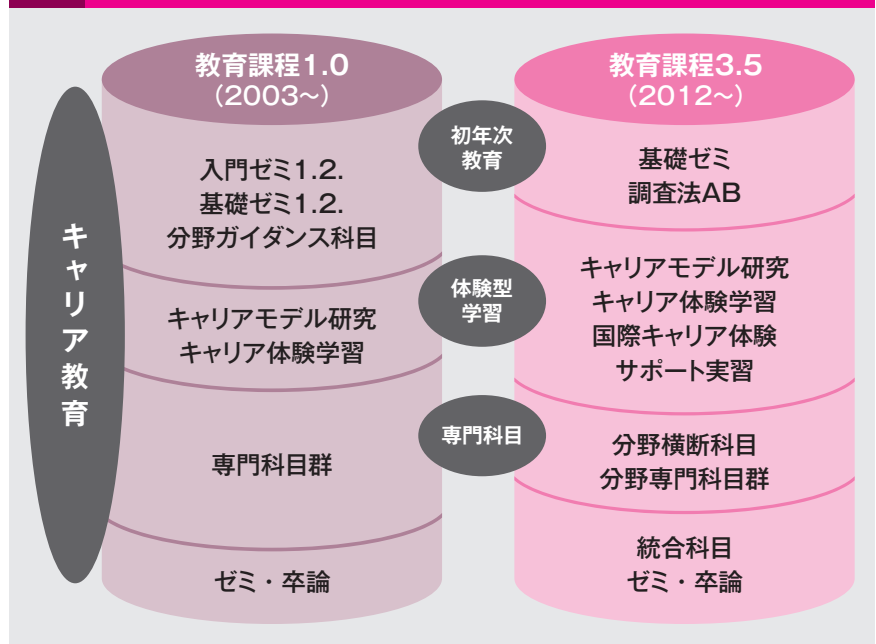 キャリア教育
教育課程1.0
(2003〜)
入門ゼミ1.2.
基礎ゼミ1.2.
分野ガイダンス科目
キャリアモデル研究
キャリア体験学習
専門科目群
ゼミ・卒論
初年次
教育
体験型
学習
専門科目
教育課程3.5
(2012〜)
基礎ゼミ
調査法AB
キャリアモデル研究
キャリア体験学習
国際キャリア体験
サポート実習
分野横断科目
分野専門科目群
統合科目
ゼミ・卒論